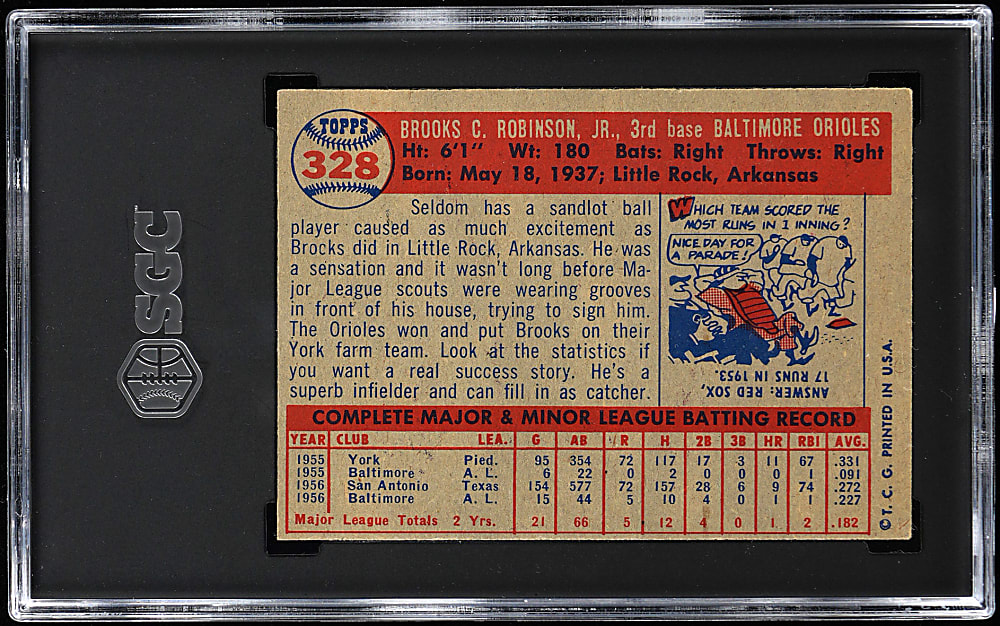 SGC
TOPPS
328
BROOKS C. ROBINSON, JR., 3rd base BALTIMORE ORIOLES
Ht: 6'1" Wt: 180 Bats: Right Throws: Right
Born: May 18, 1937; Little Rock, Arkansas
Seldom has a sandlot ball
player caused as much excitement as
Brooks did in Little Rock, Arkansas. He was
a sensation and it wasn't long before Ma-
jor League scouts were wearing grooves
in front of his house, trying to sign him.
The Orioles won and put Brooks on their
York farm team. Look at the statistics if
you want a real success story. He's a
superb infielder and can fill in as catcher.
WHICH TEAM SCORED THE
MOST RUNS IN 1 INNING?
NICE DAY FOR
A PARADE!
ANSWER: RED SOX,
17 RUNS IN 1953.
COMPLETE MAJOR & MINOR LEAGUE BATTING RECORD
YEAR CLUB LEA. G AB R H 2B 3B HR RBI AVG.
1955 York Pied. 95 354 72 117 17 3 11 67 .331
1955 Baltimore A. L. 6 22 0 2 0 0 0 1 .091
1956 San Antonio Texas 154 577 72 157 28 6 9 74 .272
1956 Baltimore A. L. 15 44 5 10 4 0 1 1 .227
Major League Totals 2 Yrs. 21 66 5 12 4 0 1 2 .182
© T. C. G. PRINTED IN U.S.A.